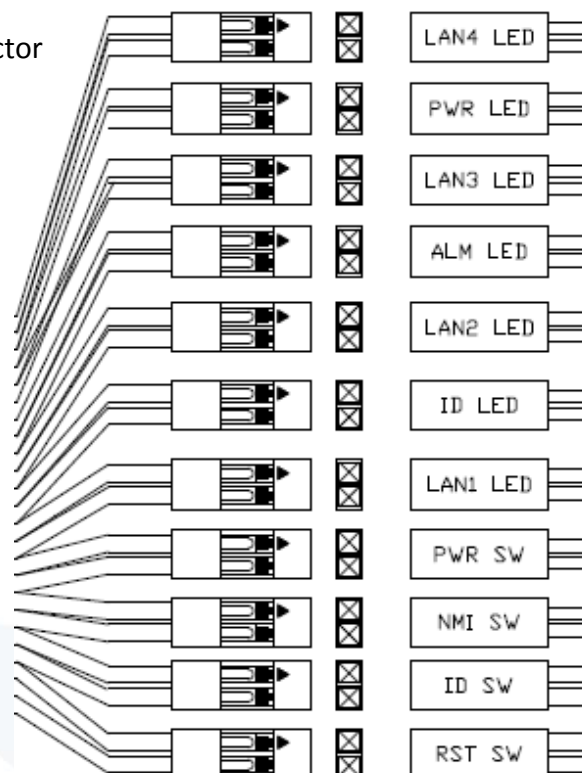 ctor
LAN4 LED
PWR LED
LAN3 LED
ALM LED
LAN2 LED
ID LED
LAN1 LED
PWR SW
NMI SW
ID SW
RST SW